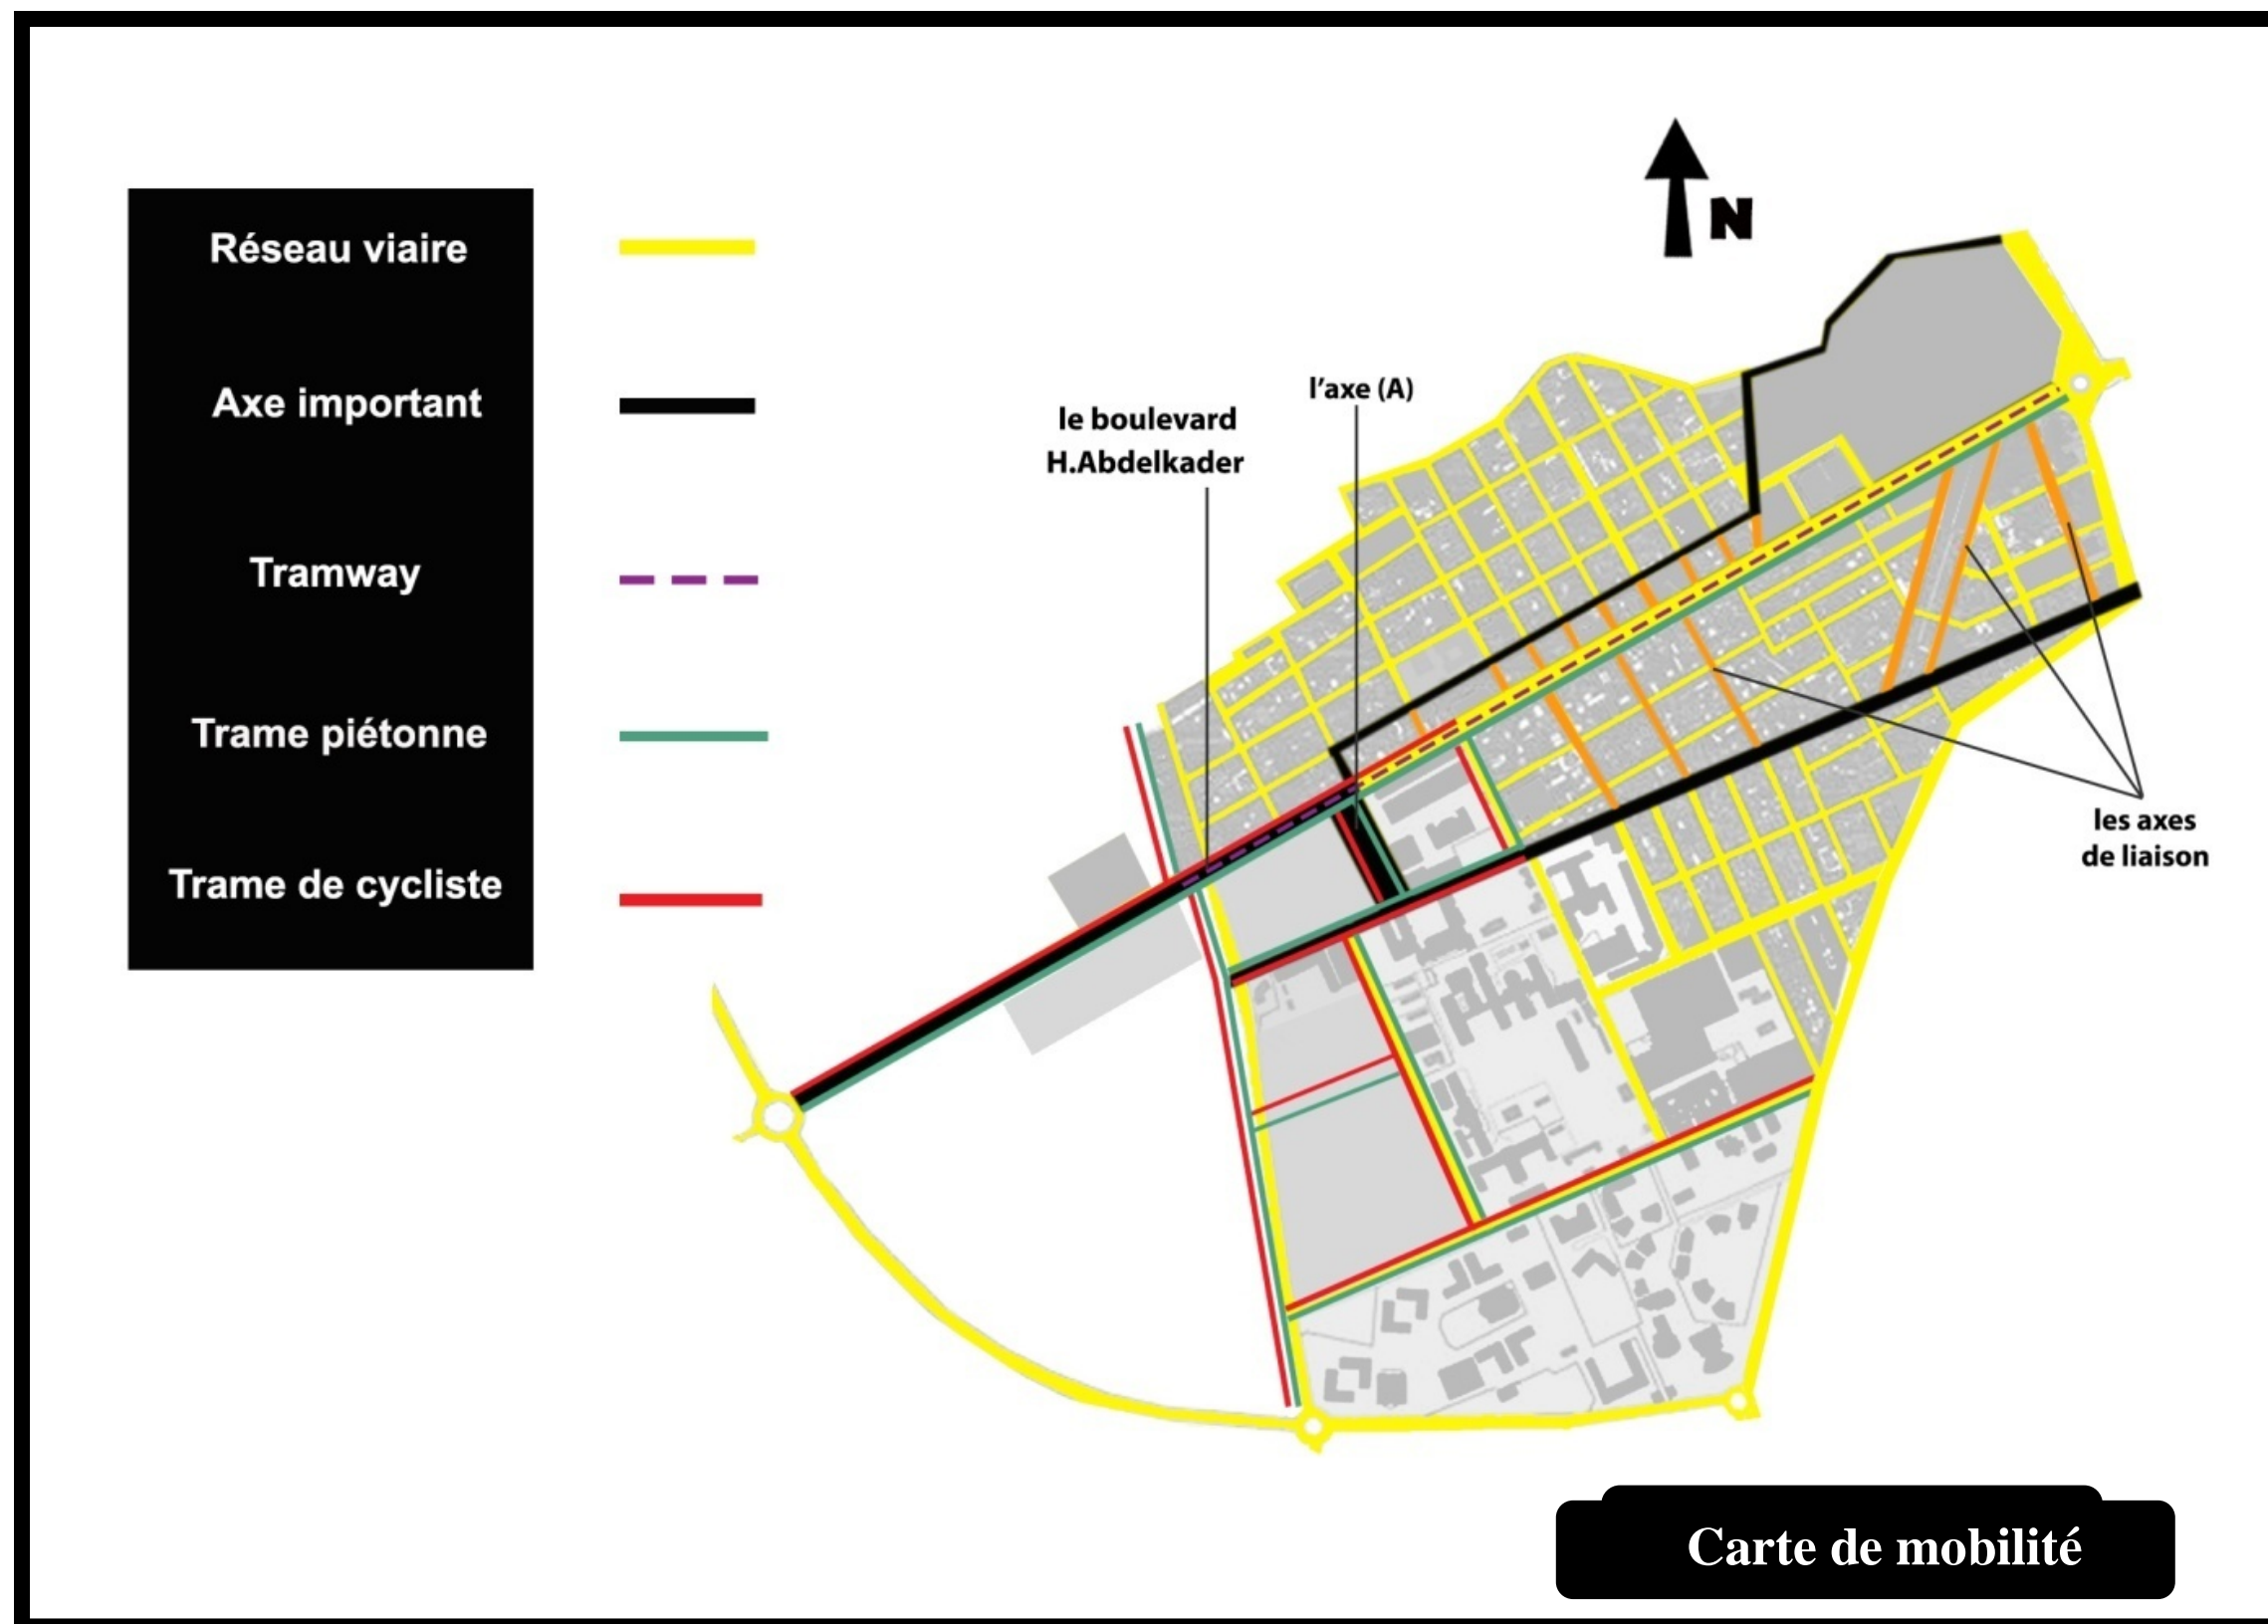 Réseau viaire
Axe important
Tramway
Trame piétonne
Trame de cycliste
N
l'axe (A)
le boulevard
H.Abdelkader
les axes
de liaison
Carte de mobilité